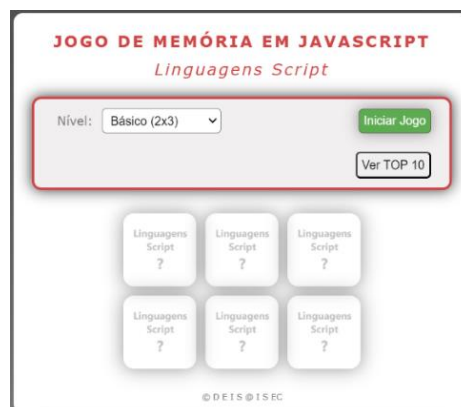 JOGO DE MEMÓRIA EM JAVASCRIPT
Linguagens Script
Nível: Básico (2x3) Iniciar Jogo
Ver TOP 10
Linguagens Linguagens Linguagens
Script Script Script
? ? ?
Linguagens Linguagens Linguagens
Script Script Script
? ? ?
©DEIS@ISEC